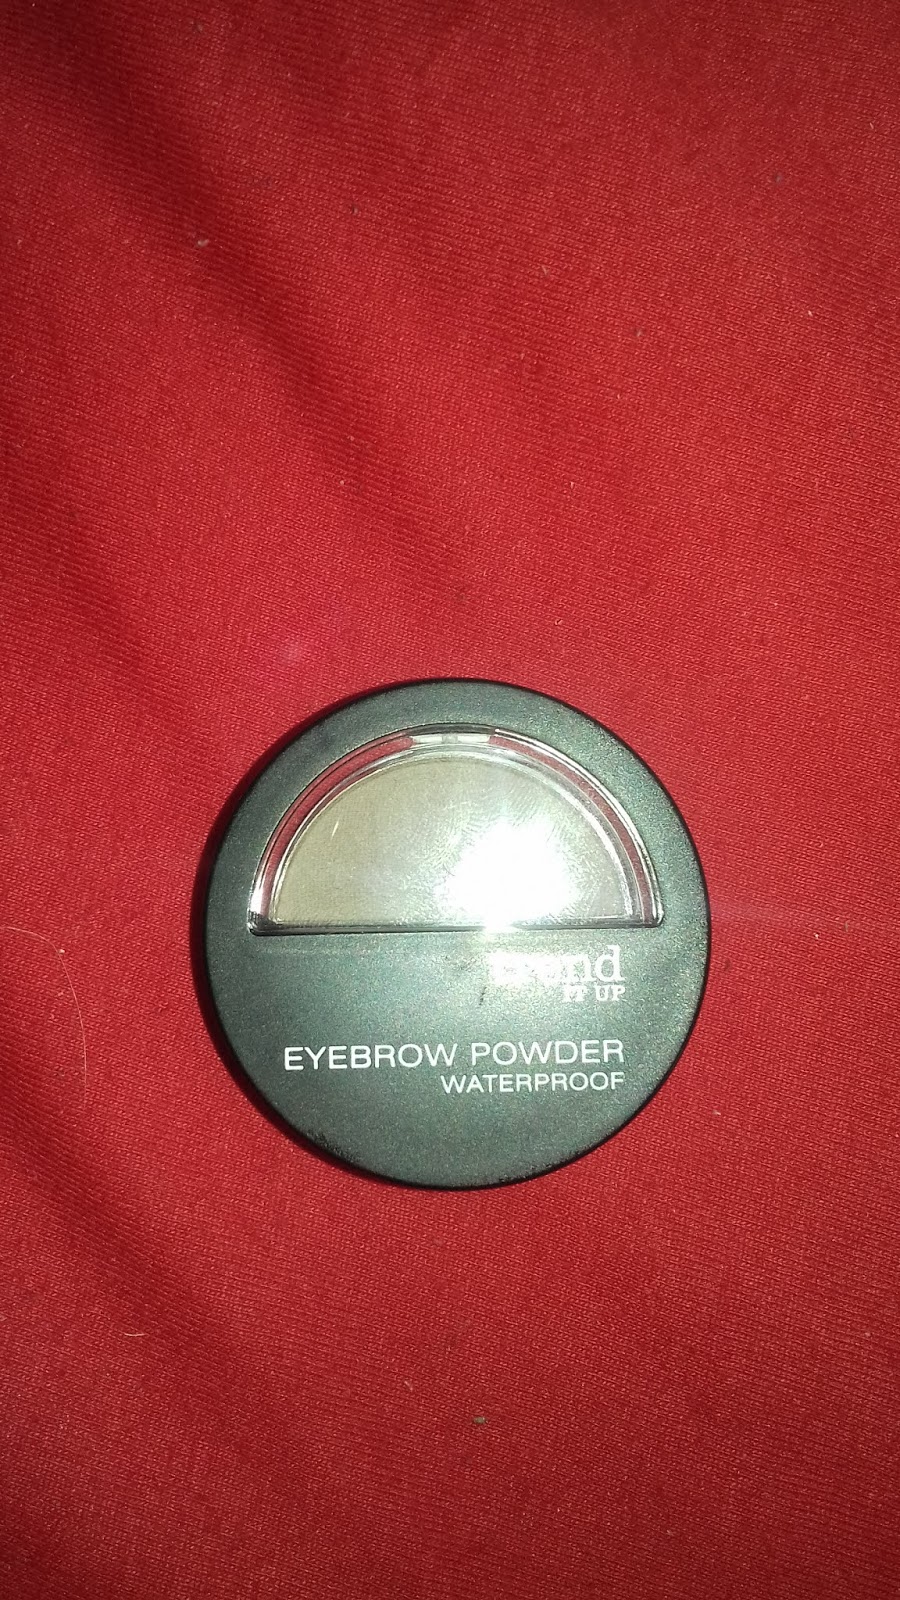 trend
IT UP
EYEBROW POWDER
WATERPROOF